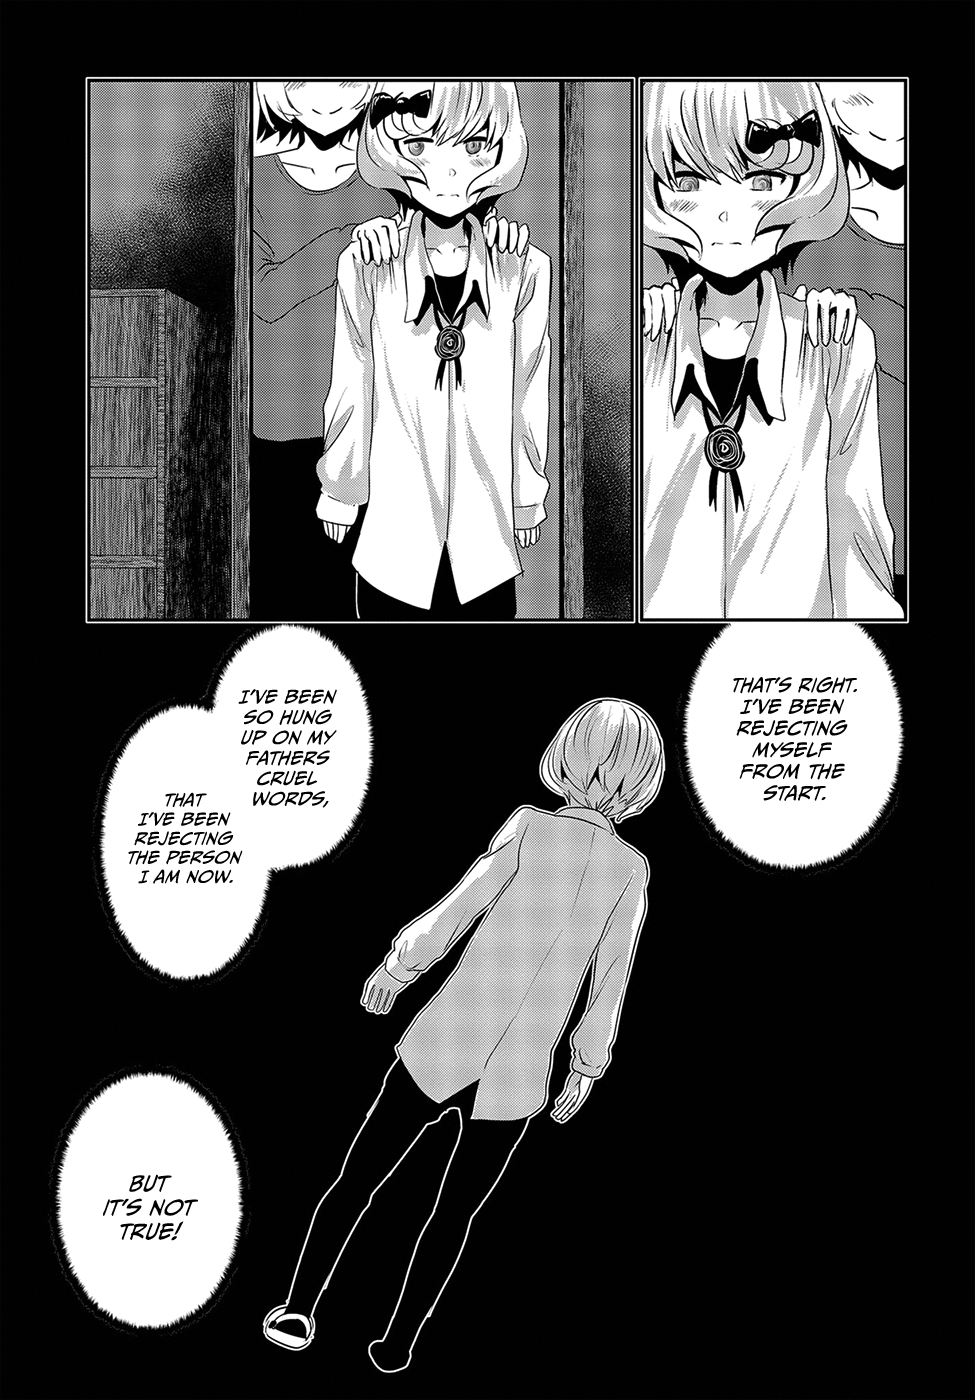 THAT'S RIGHT.
I'VE BEEN
REJECTING
MYSELF
FROM THE
START.
I'VE BEEN
SO HUNG
UP ON MY
FATHERS
CRUEL
WORDS,
THAT
I'VE BEEN
REJECTING
THE PERSON
I AM NOW.
BUT
IT'S NOT
TRUE!